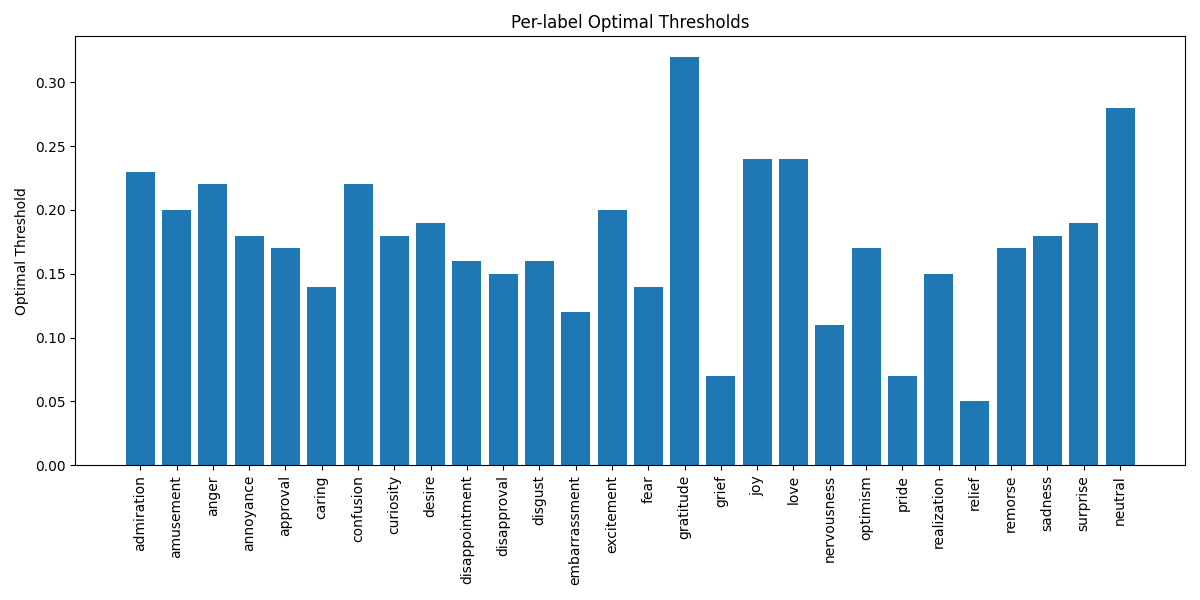 Per-label Optimal Thresholds
Optimal Threshold
0.30
0.25
0.20
0.15
0.10
0.05
0.00
admiration
amusement
anger
annoyance
approval
caring
confusion
curiosity
desire
disappointment
disapproval
disgust
embarrassment
excitement
fear
gratitude
grief
joy
love
nervousness
optimism
pride
realization
relief
remorse
sadness
surprise
neutral